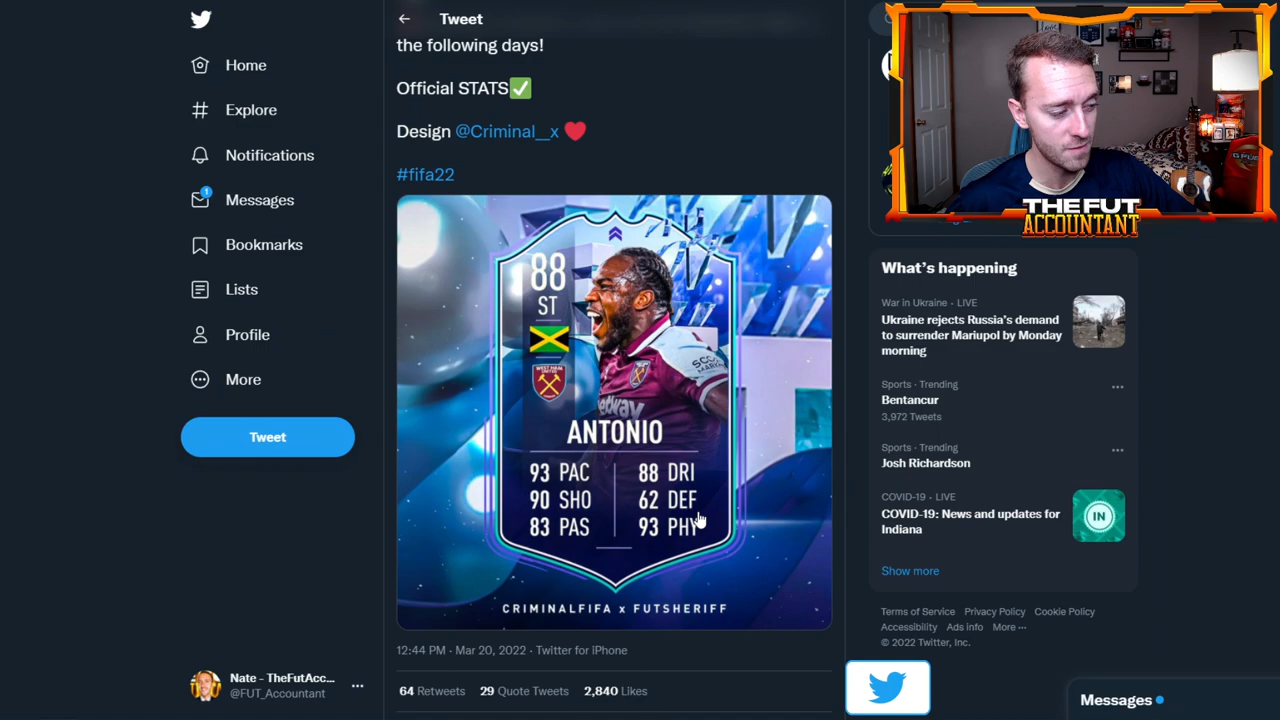 Home
Explore
Notifications
1
Messages
Bookmarks
Lists
Profile
More
Tweet
Nate - TheFutAcc...
@FUT_Accountant
Tweet
the following days!
Official STATS✅
Design @Criminal__x ❤️
#fifa22
88
ST
ANTONIO
93 PAC 88 DRI
90 SHO 62 DEF
83 PAS 93 PHY
CRIMINALFIFA x FUTSHERIFF
12:44 PM · Mar 20, 2022 · Twitter for iPhone
64 Retweets 29 Quote Tweets 2,840 Likes
THE FUT
ACCOUNTANT
What's happening
War in Ukraine · LIVE
Ukraine rejects Russia's demand
to surrender Mariupol by Monday
morning
Sports · Trending
Bentancur
3,972 Tweets
Sports · Trending
Josh Richardson
COVID-19 · LIVE
COVID-19: News and updates for
Indiana
IN
Show more
Terms of Service Privacy Policy Cookie Policy
Accessibility Ads info More ···
© 2022 Twitter, Inc.
Messages